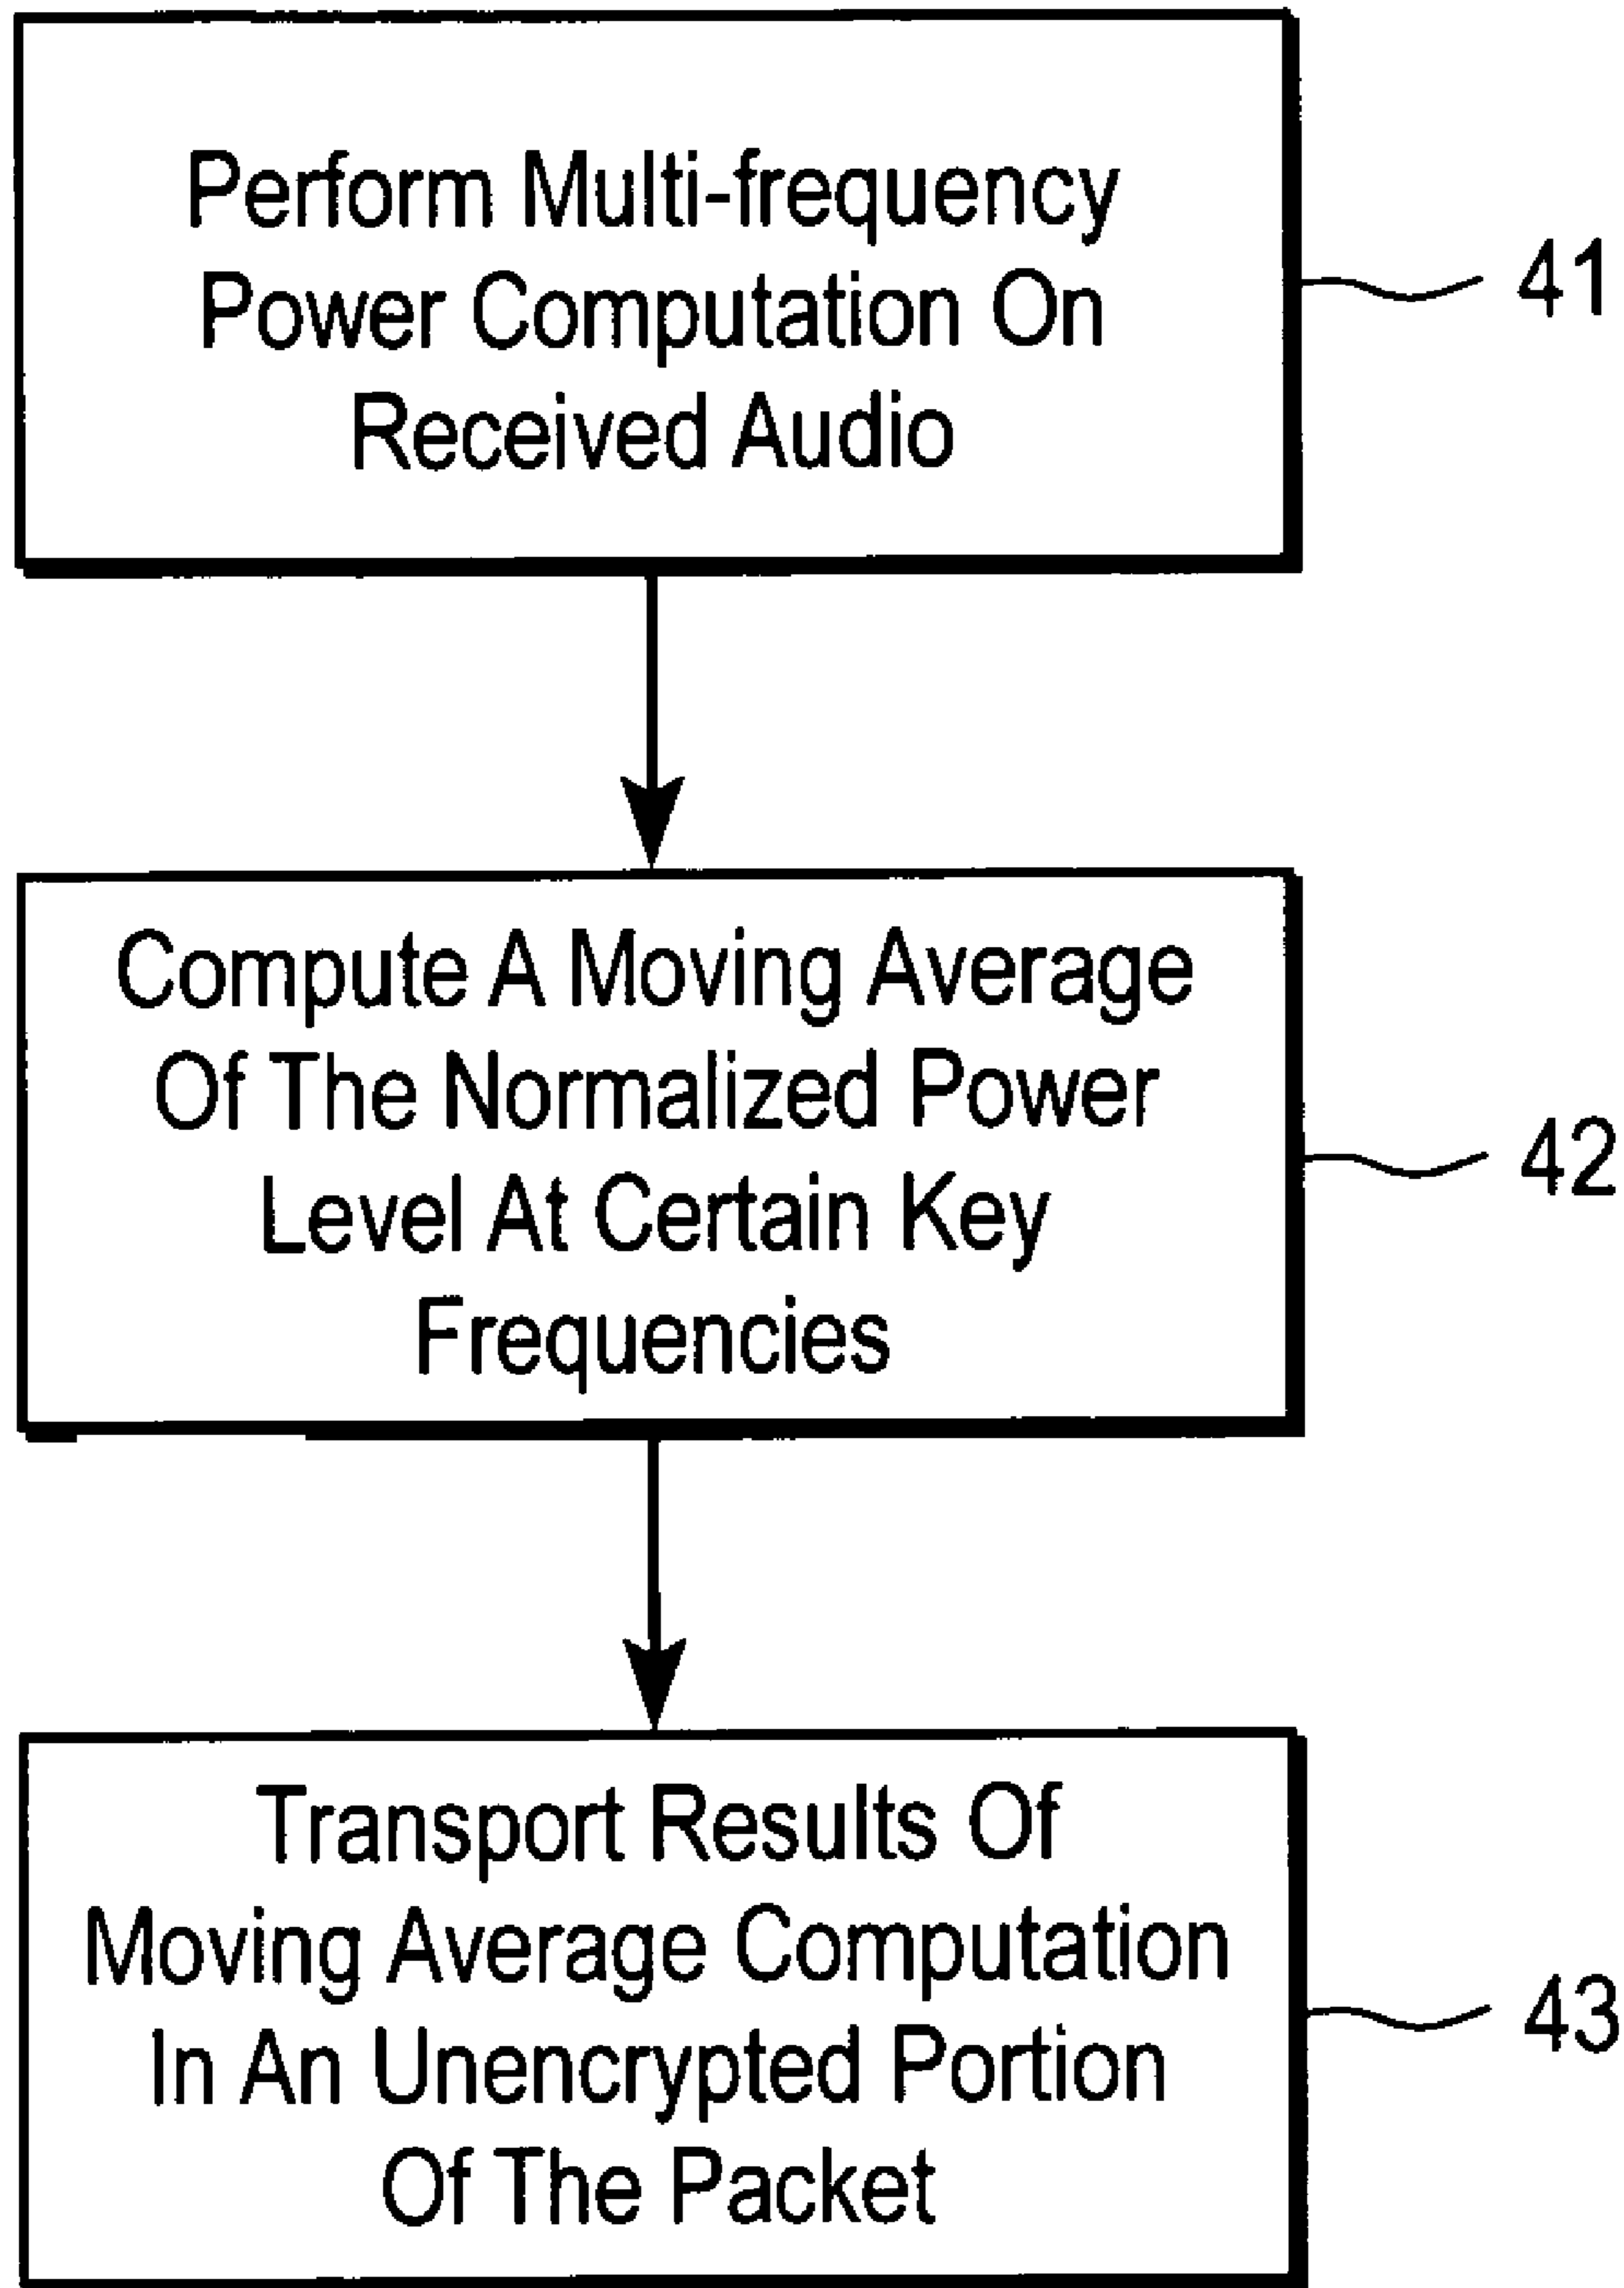 Perform Multi-frequency
Power Computation On
Received Audio
41
Compute A Moving Average
Of The Normalized Power
Level At Certain Key
Frequencies
42
Transport Results Of
Moving Average Computation
In An Unencrypted Portion
Of The Packet
43